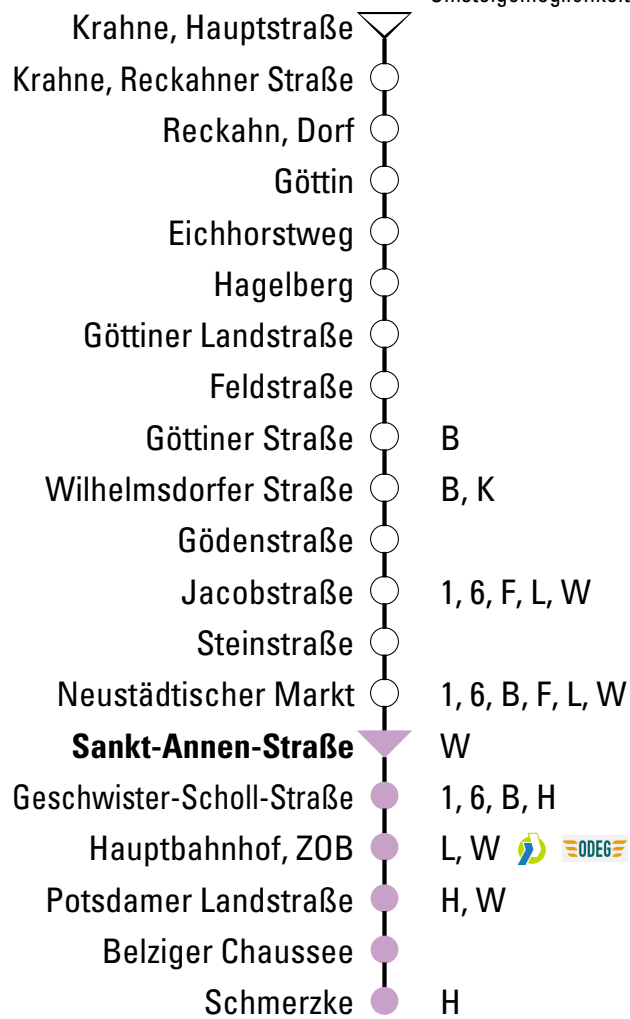 Krahne, Hauptstraße
Krahne, Reckahner Straße
Reckahn, Dorf
Göttin
Eichhorstweg
Hagelberg
Göttiner Landstraße
Feldstraße
Göttiner Straße B
Wilhelmsdorfer Straße B, K
Gödenstraße
Jacobstraße 1, 6, F, L, W
Steinstraße
Neustädtischer Markt 1, 6, B, F, L, W
Sankt-Annen-Straße W
Geschwister-Scholl-Straße 1, 6, B, H
Hauptbahnhof, ZOB L, W ODEG
Potsdamer Landstraße H, W
Belziger Chaussee
Schmerzke H